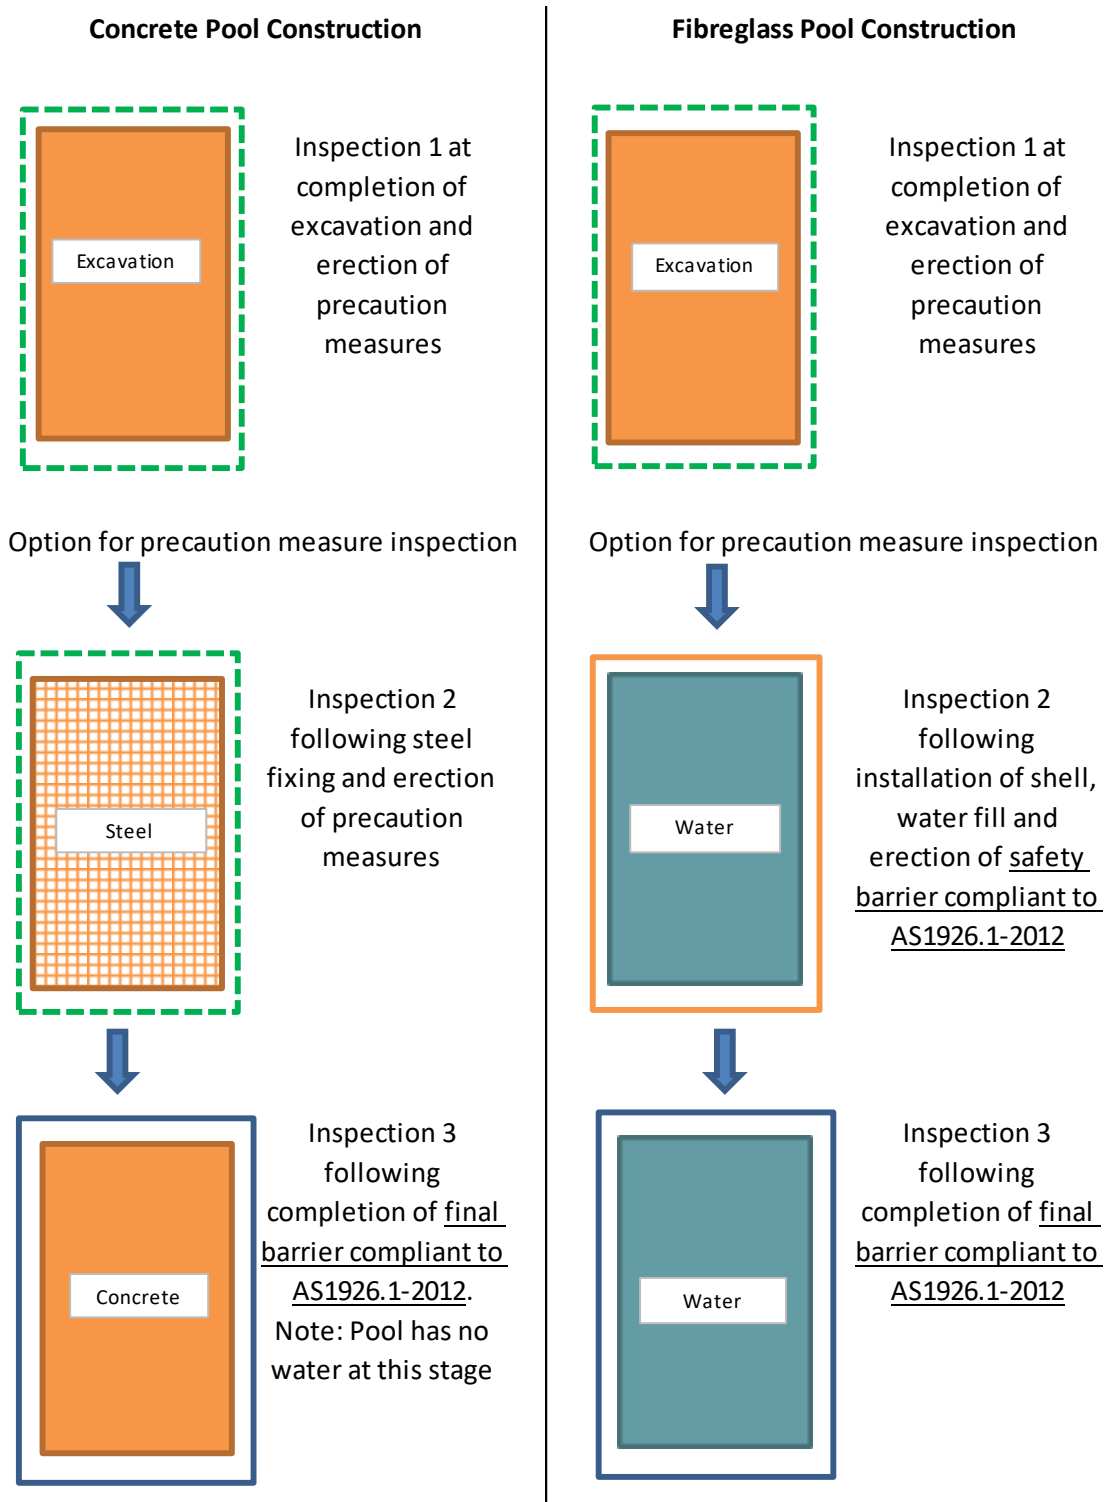 Concrete Pool Construction
Excavation
Inspection 1 at
completion of
excavation and
erection of
precaution
measures
Option for precaution measure inspection
Steel
Inspection 2
following steel
fixing and erection
of precaution
measures
Concrete
Inspection 3
following
completion of final
barrier compliant to
AS1926.1-2012.
Note: Pool has no
water at this stage
Fibreglass Pool Construction
Excavation
Inspection 1 at
completion of
excavation and
erection of
precaution
measures
Option for precaution measure inspection
Water
Inspection 2
following
installation of shell,
water fill and
erection of safety
barrier compliant to
AS1926.1-2012
Water
Inspection 3
following
completion of final
barrier compliant to
AS1926.1-2012